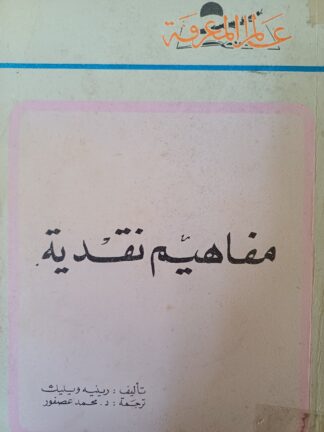 عالم المعرفة
مفاهيم نقدية
تأليف: رينيه ويليك
ترجمة: د. محمد عصفور